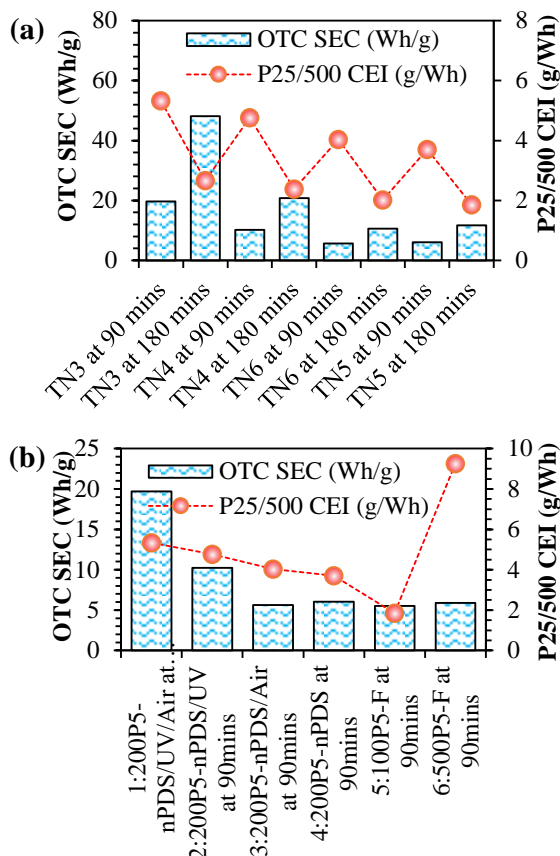 (a)
OTC SEC (Wh/g)
P25/500 CEI (g/Wh)
OTC SEC (Wh/g)
80
60
40
20
0
P25/500 CEI (g/Wh)
8
6
4
2
0
TN3 at 90 mins
TN3 at 180 mins
TN4 at 90 mins
TN4 at 180 mins
TN6 at 90 mins
TN6 at 180 mins
TN5 at 90 mins
TN5 at 180 mins
(b)
OTC SEC (Wh/g)
P25/500 CEI (g/Wh)
OTC SEC (Wh/g)
25
20
15
10
5
0
P25/500 CEI (g/Wh)
10
8
6
4
2
0
1:200P5-
nPDS/UV/Air at…
2:200P5-nPDS/UV
at 90mins
3:200P5-nPDS/Air
at 90mins
4:200P5-nPDS at
90mins
5:100P5-F at
90mins
6:500P5-F at
90mins